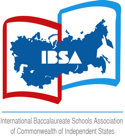 IBSA
International Baccalaureate Schools Association
of Commonwealth of Independent States